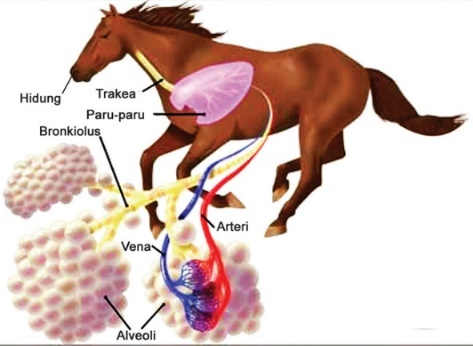 Hidung
Trakea
Paru-paru
Bronkiolus
Arteri
Vena
Alveoli